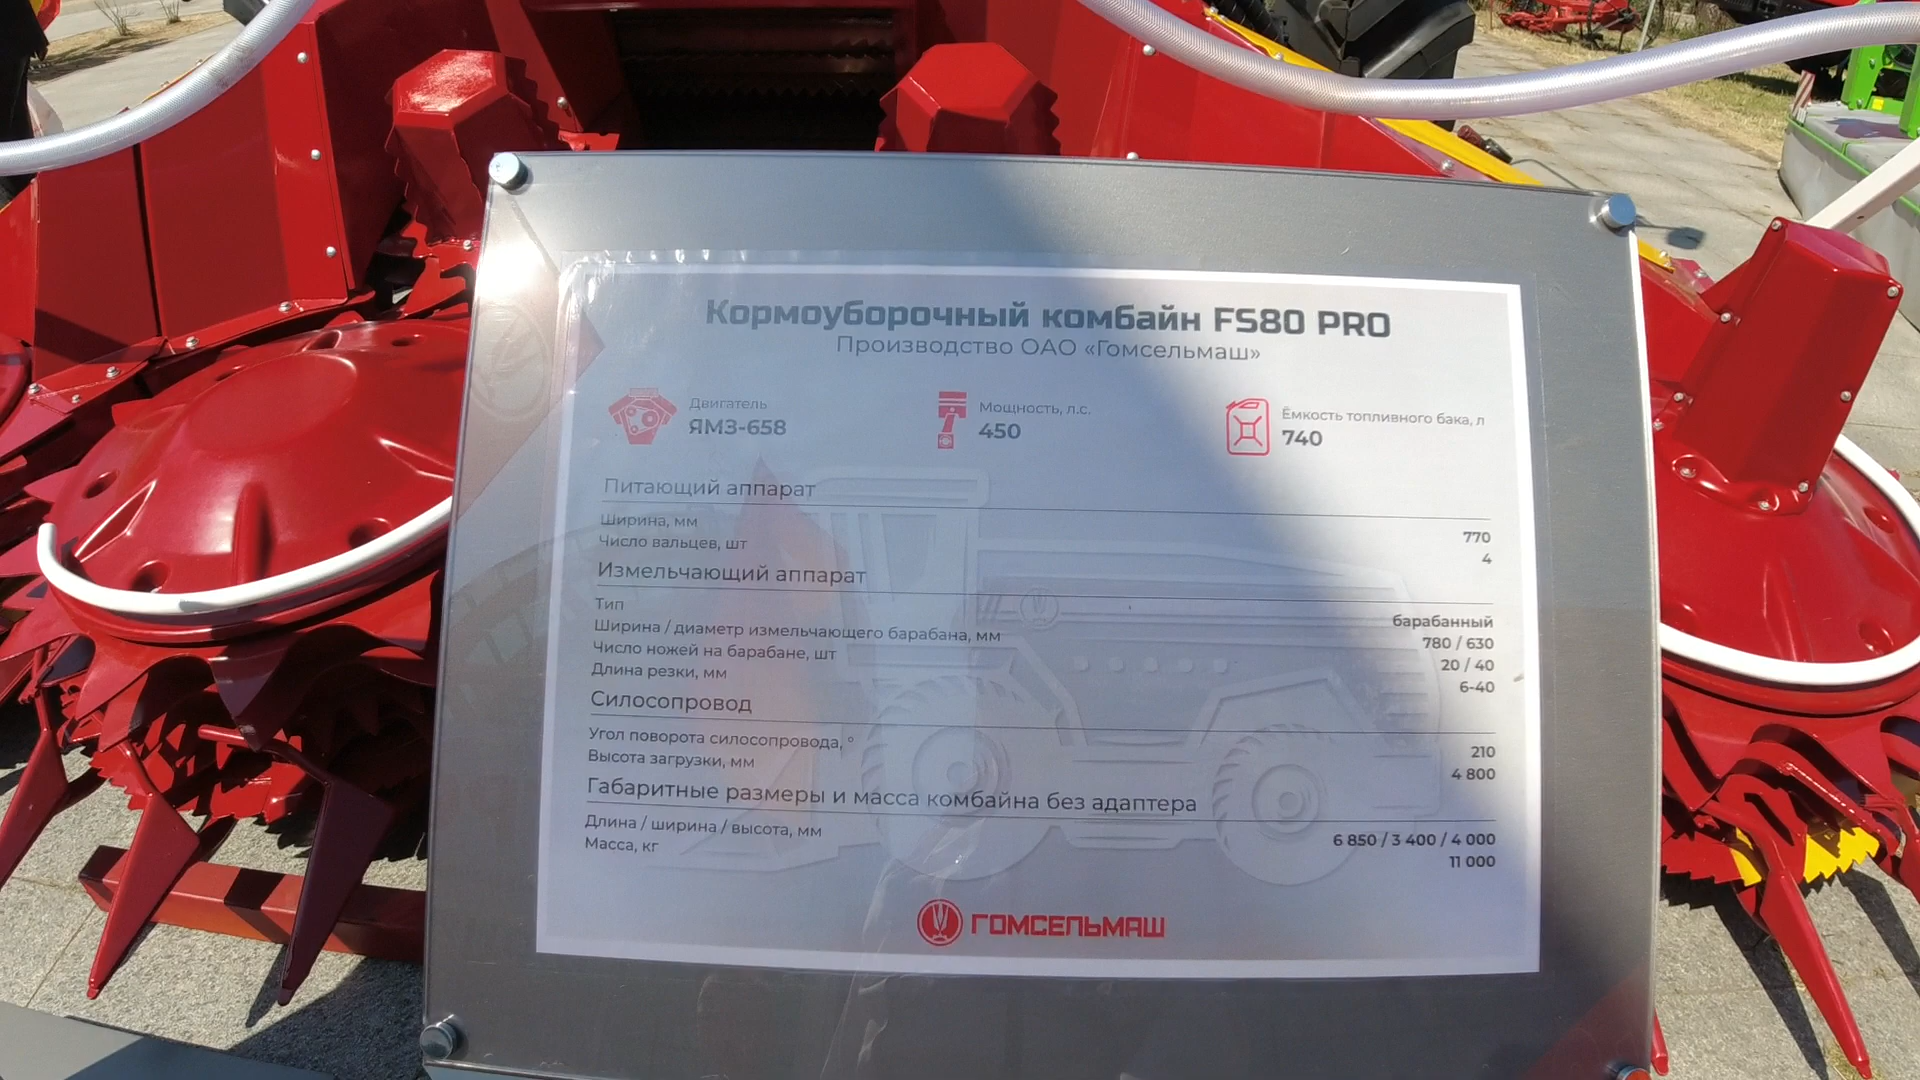 Кормоуборочный комбайн FS80 PRO
Производство ОАО «Гомсельмаш»
Двигатель
ЯМЗ-658
Мощность, л.с.
450
Ёмкость топливного бака, л
740
Питающий аппарат
Ширина, мм 770
Число вальцев, шт 4
Измельчающий аппарат
Тип барабанный
Ширина / диаметр измельчающего барабана, мм 780 / 630
Число ножей на барабане, шт 20 / 40
Длина резки, мм 6-40
Силосопровод
Угол поворота силосопровода, ° 210
Высота загрузки, мм 4 800
Габаритные размеры и масса комбайна без адаптера
Длина / ширина / высота, мм 6 850 / 3 400 / 4 000
Масса, кг 11 000
ГОМСЕЛЬМАШ